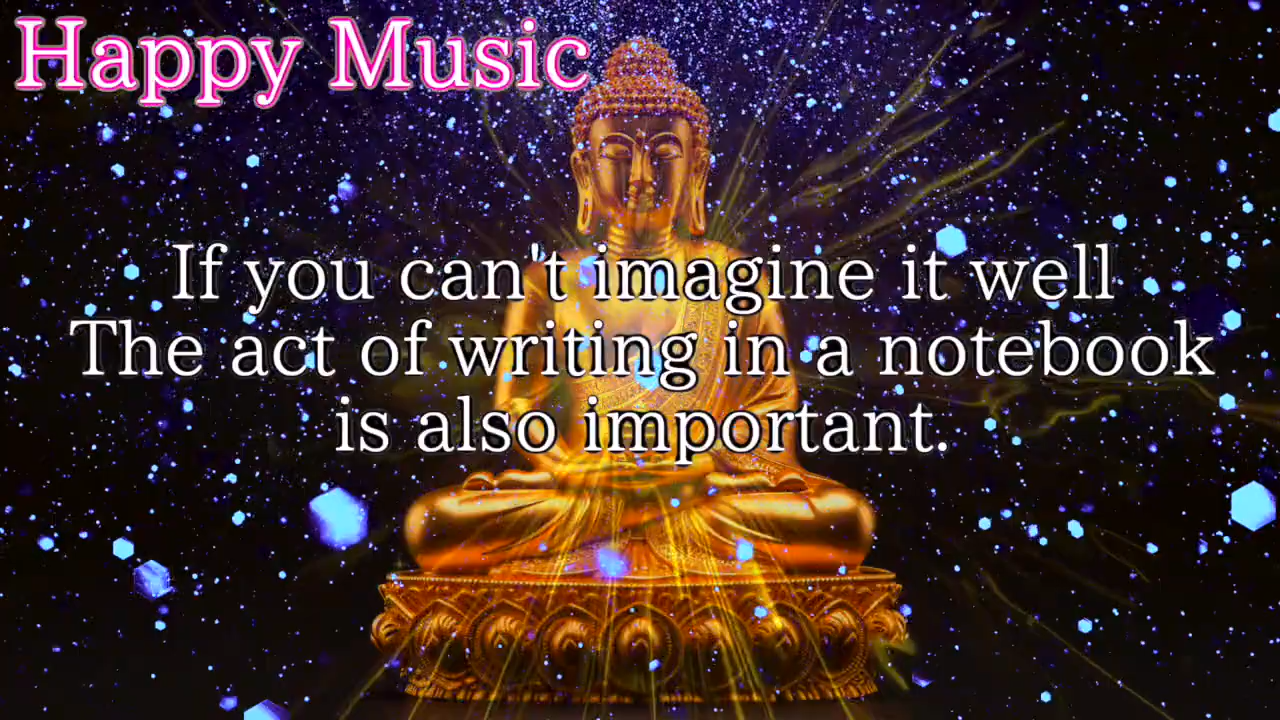 Happy Music
If you can't imagine it well
The act of writing in a notebook
is also important.